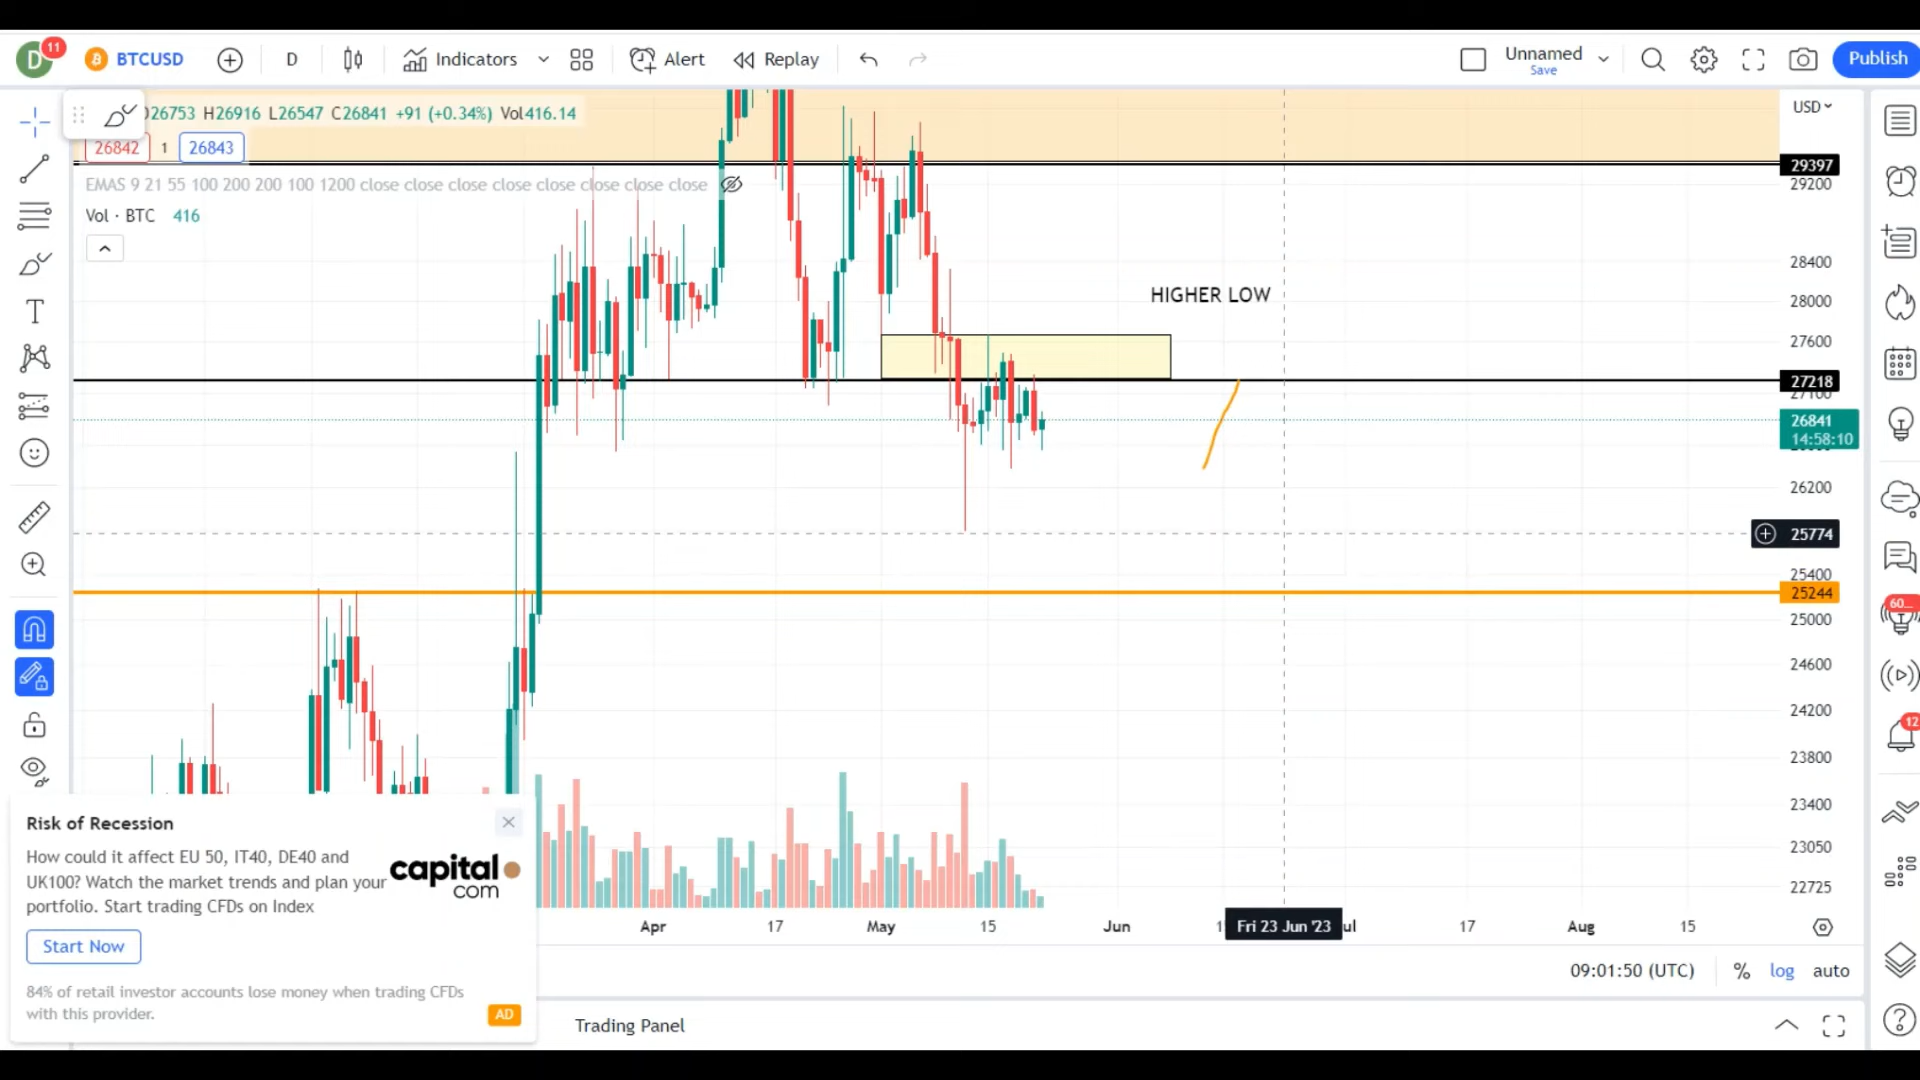 D
11
BTCUSD
D
Indicators
Alert
Replay
Unnamed
Save
Publish
26753 H26916 L26547 C26841 +91 (+0.34%) Vol416.14
26842 1 26843
EMAS 9 21 55 100 200 200 100 1200 close close close close close close close close
Vol · BTC 416
USD
29397
29200
28400
28000
27600
27218
27100
26841
14:58:10
26200
25774
25400
25244
25000
24600
24200
23800
23400
23050
22725
HIGHER LOW
60...
12
Apr 17 May 15 Jun Fri 23 Jun '23 ul 17 Aug 15
09:01:50 (UTC) % log auto
Risk of Recession
How could it affect EU 50, IT40, DE40 and
UK100? Watch the market trends and plan your
portfolio. Start trading CFDs on Index
capital
com
Start Now
84% of retail investor accounts lose money when trading CFDs
with this provider.
AD
Trading Panel